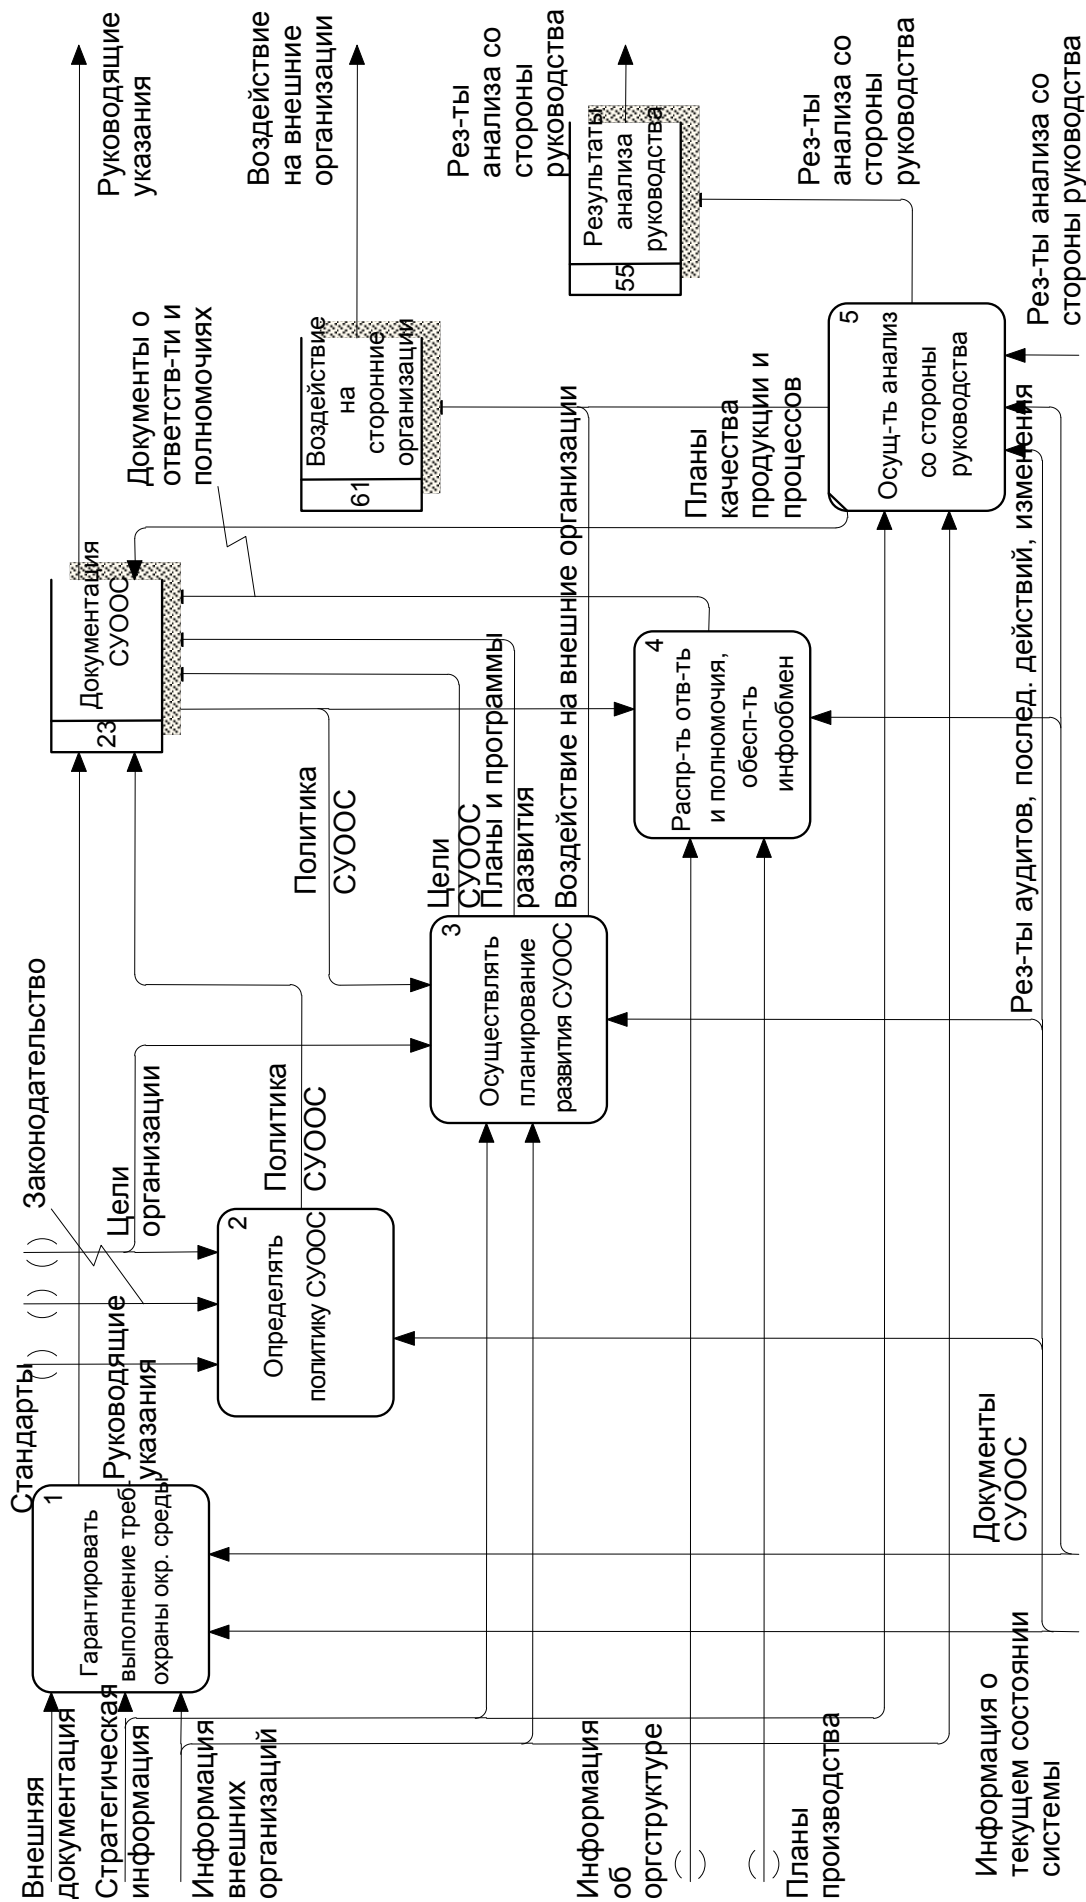 Стандарты
Законодательство
Цели
организации
Руководящие
указания
1
Гарантировать
выполнение треб-
охраны окр. среды
Внешняя
документация
Стратегическая
информация
Информация
внешних
организаций
2
Определять
политику СУООС
Политика
СУООС
23
Документация
СУООС
Руководящие
указания
Документы о
ответств-ти и
полномочиях
Политика
СУООС
3
Осуществлять
планирование
развития СУООС
Цели
СУООС
Планы и программы
развития
Воздействие на внешние организации
61
Воздействие
на
сторонние
организации
Воздействие
на внешние
организации
4
Распр-ть отв-ть
и полномочия,
обесп-ть
инфообмен
Информация
об
оргструктуре
Планы
производства
Планы
качества
продукции и
процессов
55
Результаты
анализа
руководства
Рез-ты
анализа со
стороны
руководства
Рез-ты
анализа со
стороны
руководства
5
Осущ-ть анализ
со стороны
руководства
Рез-ты анализа со
стороны руководства
Рез-ты аудитов, послед. действий, изменения
Документы
СУООС
Информация о
текущем состоянии
системы